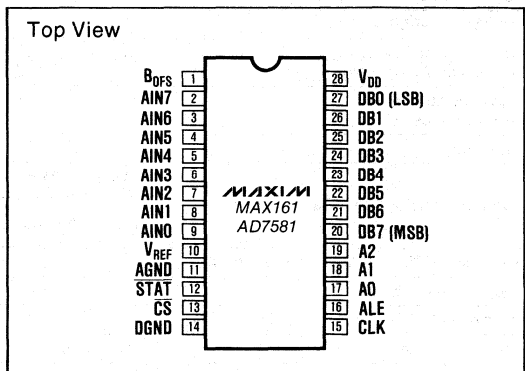 Top View
BOFS 1 28 VDD
AIN7 2 27 DB0 (LSB)
AIN6 3 26 DB1
AIN5 4 25 DB2
AIN4 5 24 DB3
AIN3 6 23 DB4
AIN2 7 MAXIM 22 DB5
AIN1 8 MAX161 21 DB6
AIN0 9 AD7581 20 DB7 (MSB)
VREF 10 19 A2
AGND 11 18 A1
STAT 12 17 A0
CS 13 16 ALE
DGND 14 15 CLK